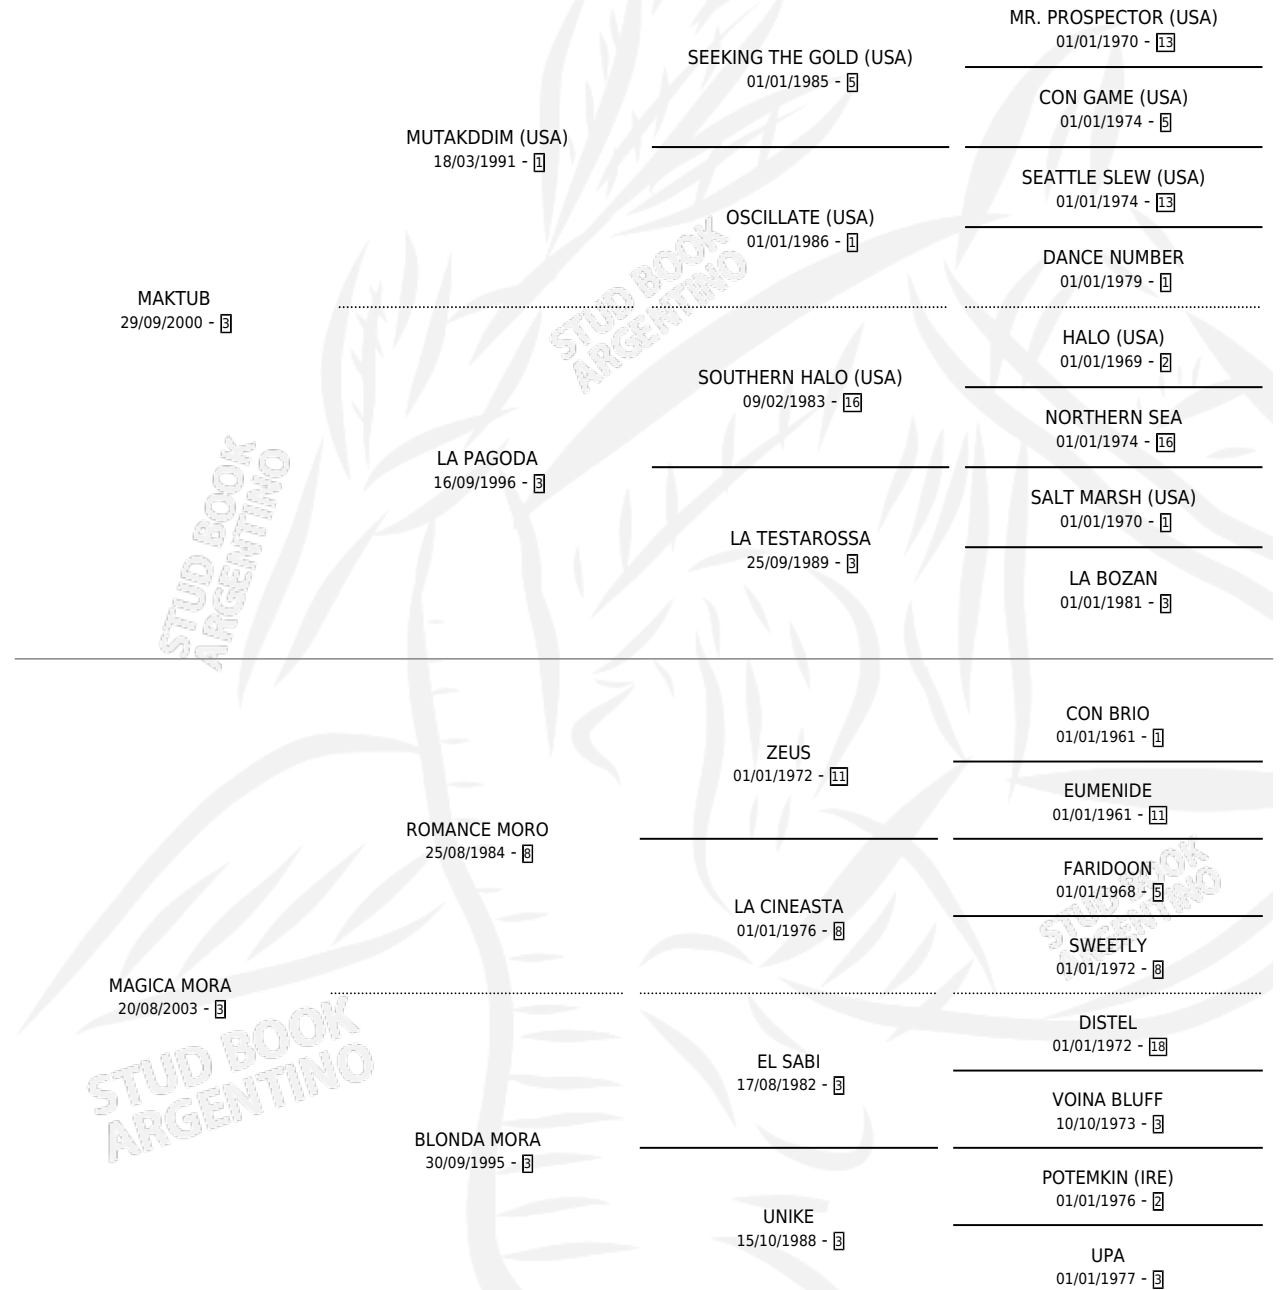 MR. PROSPECTOR (USA)
01/01/1970 - 13
SEEKING THE GOLD (USA)
01/01/1985 - 5
CON GAME (USA)
01/01/1974 - 5
MUTAKDDIM (USA)
18/03/1991 - 1
SEATTLE SLEW (USA)
01/01/1974 - 13
OSCILLATE (USA)
01/01/1986 - 1
DANCE NUMBER
01/01/1979 - 1
MAKTUB
29/09/2000 - 3
HALO (USA)
01/01/1969 - 2
SOUTHERN HALO (USA)
09/02/1983 - 16
NORTHERN SEA
01/01/1974 - 16
LA PAGODA
16/09/1996 - 3
SALT MARSH (USA)
01/01/1970 - 1
LA TESTAROSSA
25/09/1989 - 3
LA BOZAN
01/01/1981 - 3
STUD BOOK
ARGENTINO
STUD BOOK
ARGENTINO
CON BRIO
01/01/1961 - 1
ZEUS
01/01/1972 - 11
EUMENIDE
01/01/1961 - 11
ROMANCE MORO
25/08/1984 - 8
FARIDOON
01/01/1968 - 5
LA CINEASTA
01/01/1976 - 8
SWEETLY
01/01/1972 - 8
MAGICA MORA
20/08/2003 - 3
DISTEL
01/01/1972 - 18
EL SABI
17/08/1982 - 3
VOINA BLUFF
10/10/1973 - 3
BLONDA MORA
30/09/1995 - 3
POTEMKIN (IRE)
01/01/1976 - 2
UNIKE
15/10/1988 - 3
UPA
01/01/1977 - 3
STUD BOOK
ARGENTINO
STUD BOOK
ARGENTINO